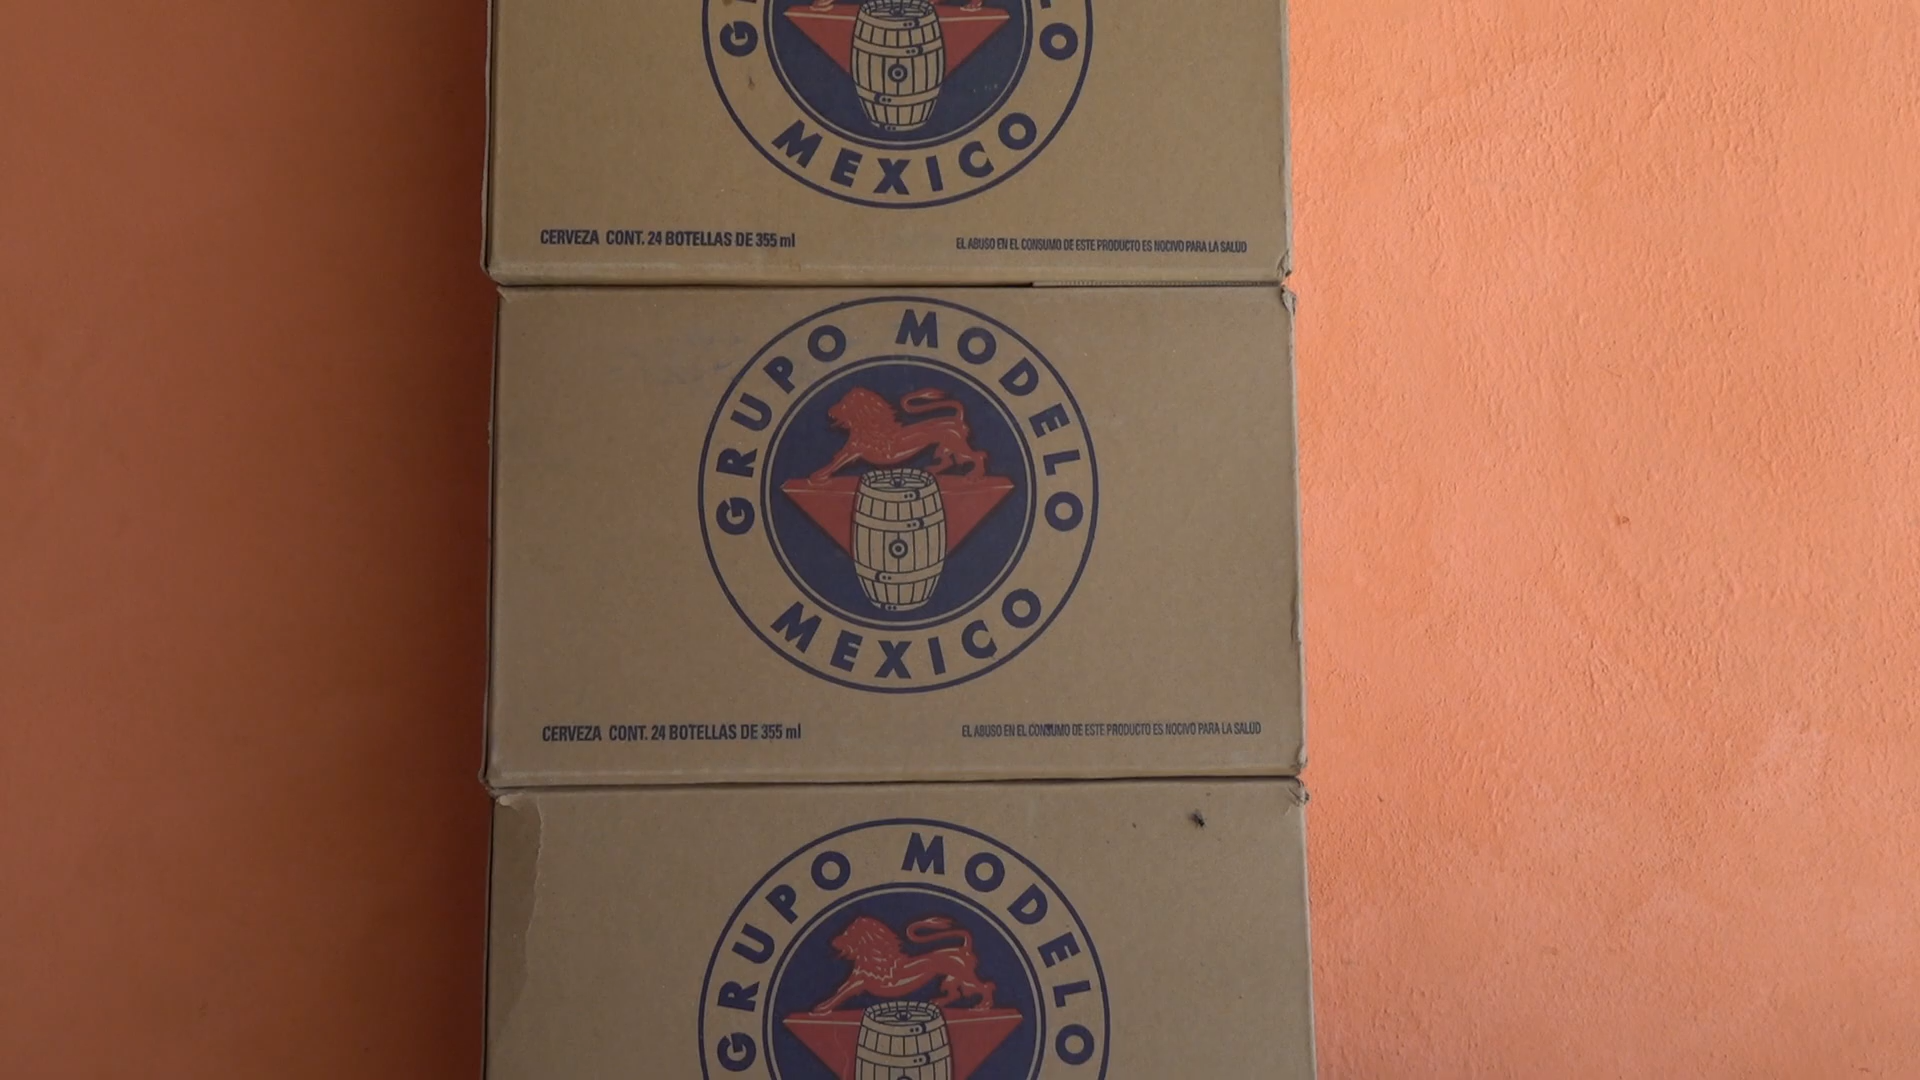 GRUPO MODELO
MEXICO
CERVEZA CONT. 24 BOTELLAS DE 355 ml
EL ABUSO EN EL CONSUMO DE ESTE PRODUCTO ES NOCIVO PARA LA SALUD
GRUPO MODELO
MEXICO
CERVEZA CONT. 24 BOTELLAS DE 355 ml
EL ABUSO EN EL CONSUMO DE ESTE PRODUCTO ES NOCIVO PARA LA SALUD
GRUPO MODELO